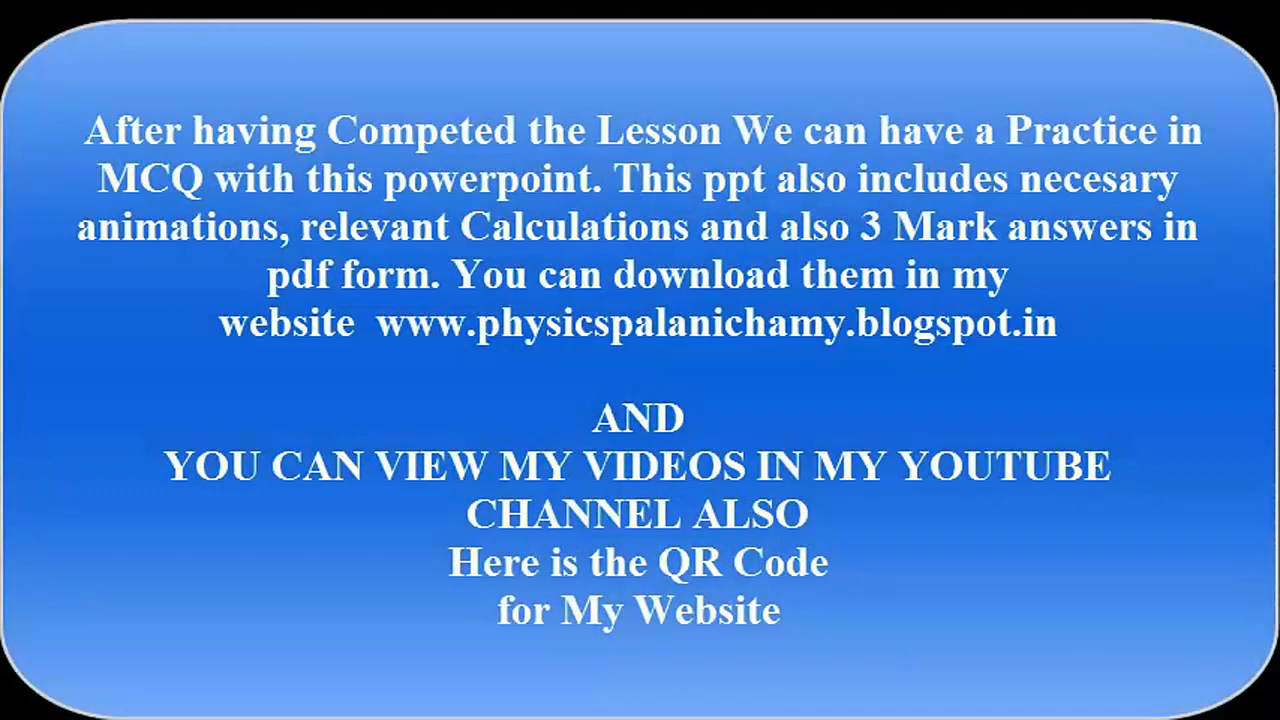 After having Competed the Lesson We can have a Practice in
MCQ with this powerpoint. This ppt also includes necesary
animations, relevant Calculations and also 3 Mark answers in
pdf form. You can download them in my
website www.physicspalanichamy.blogspot.in
AND
YOU CAN VIEW MY VIDEOS IN MY YOUTUBE
CHANNEL ALSO
Here is the QR Code
for My Website